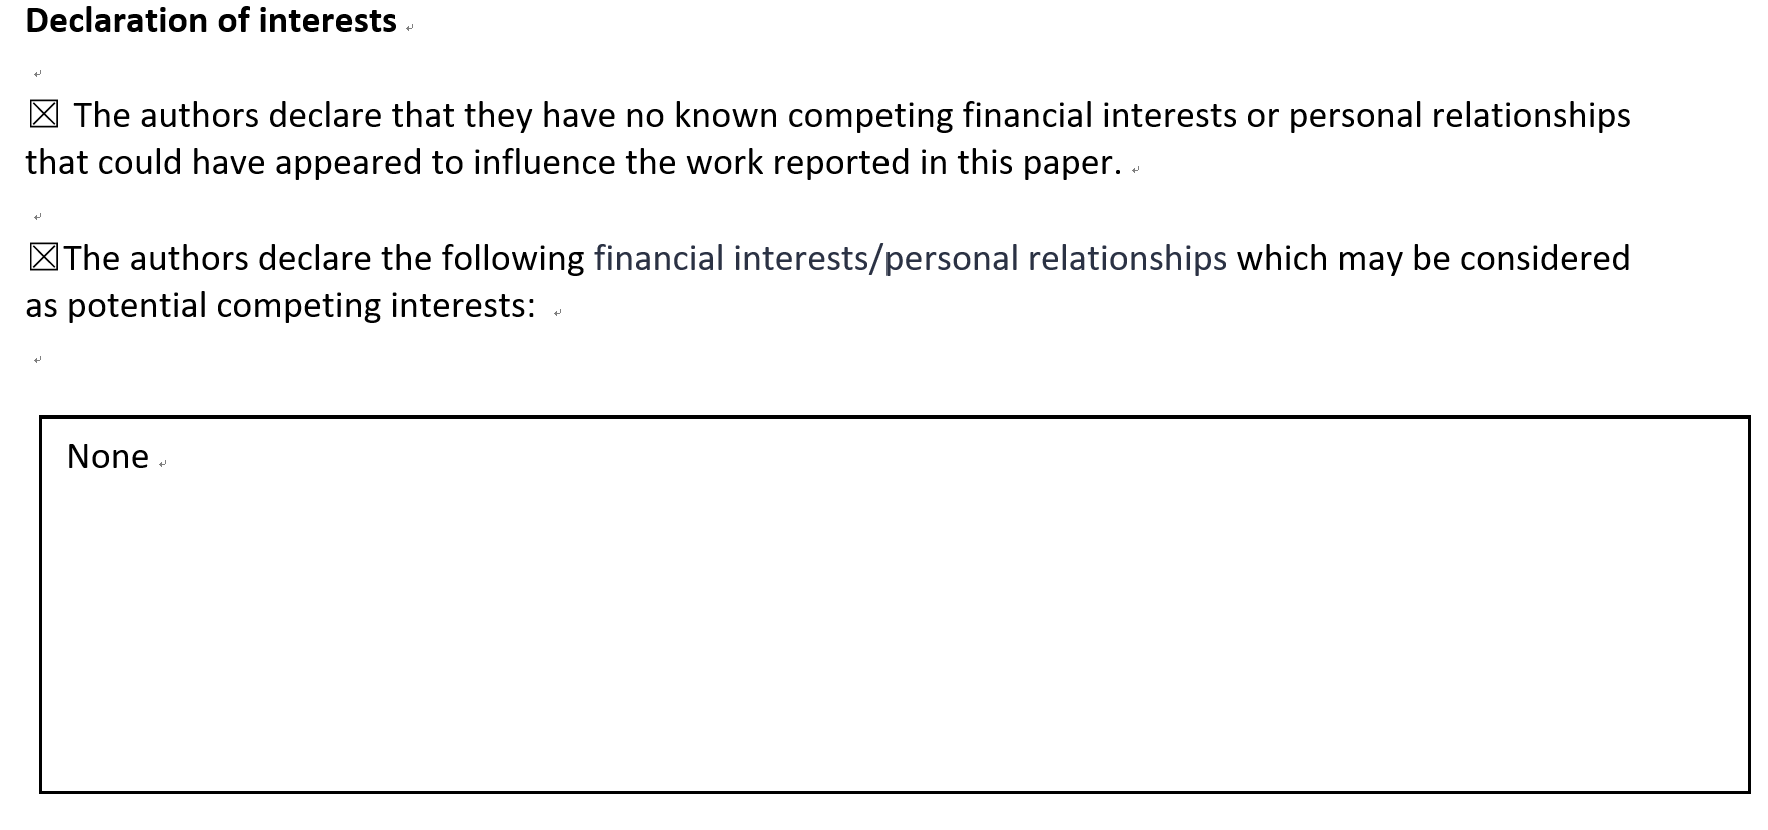 Declaration of interests
☒ The authors declare that they have no known competing financial interests or personal relationships
that could have appeared to influence the work reported in this paper.
☒The authors declare the following financial interests/personal relationships which may be considered
as potential competing interests:
None